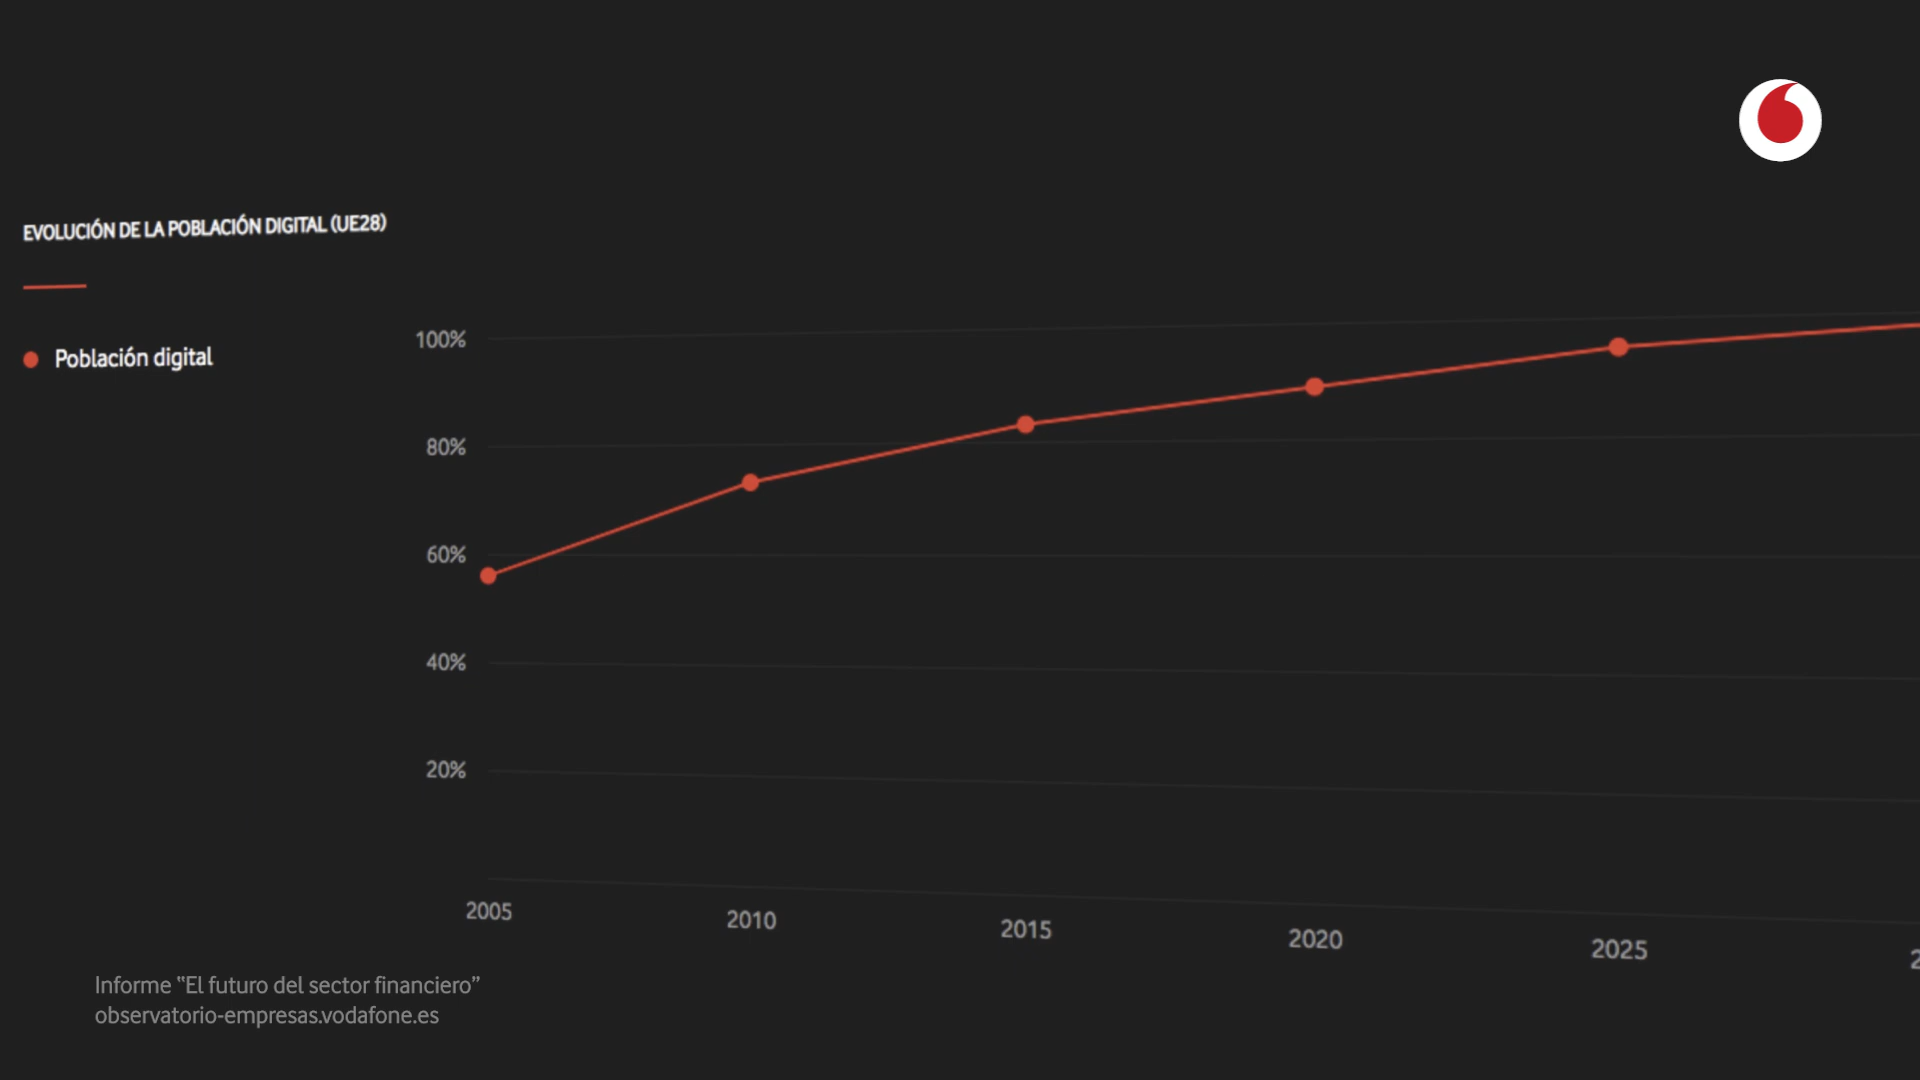 EVOLUCIÓN DE LA POBLACIÓN DIGITAL (UE28)
Población digital
100%
80%
60%
40%
20%
2005 2010 2015 2020 2025
Informe "El futuro del sector financiero”
observatorio-empresas.vodafone.es